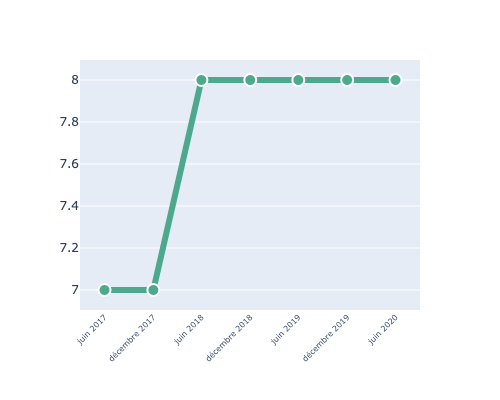 8
7.8
7.6
7.4
7.2
7
juin 2017
décembre 2017
juin 2018
décembre 2018
juin 2019
décembre 2019
juin 2020